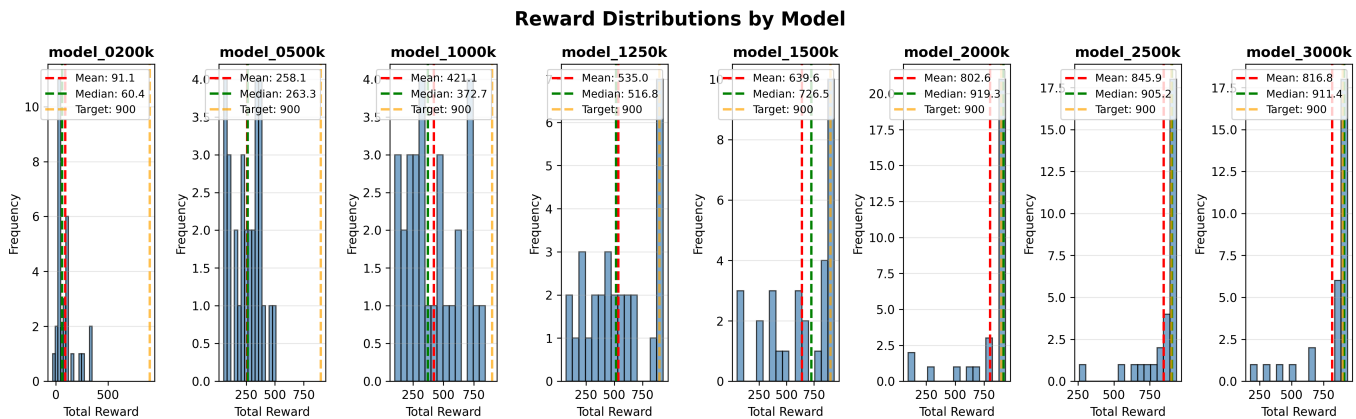 Reward Distributions by Model
model_0200k
Mean: 91.1
Median: 60.4
Target: 900
10
8
6
4
2
0
0 500
Frequency
Total Reward
model_0500k
Mean: 258.1
Median: 263.3
Target: 900
4.0
3.0
2.5
2.0
1.5
1.0
0.5
0.0
250 500 750
Frequency
Total Reward
model_1000k
Mean: 421.1
Median: 372.7
Target: 900
4.0
3.0
2.5
2.0
1.5
1.0
0.5
0.0
250 500 750
Frequency
Total Reward
model_1250k
Mean: 535.0
Median: 516.8
Target: 900
7
6
5
4
3
2
1
0
250 500 750
Frequency
Total Reward
model_1500k
Mean: 639.6
Median: 726.5
Target: 900
10
8
6
4
2
0
250 500 750
Frequency
Total Reward
model_2000k
Mean: 802.6
Median: 919.3
Target: 900
20.0
17.5
15.0
12.5
10.0
7.5
5.0
2.5
0.0
250 500 750
Frequency
Total Reward
model_2500k
Mean: 845.9
Median: 905.2
Target: 900
17.5
15.0
12.5
10.0
7.5
5.0
2.5
0.0
250 500 750
Frequency
Total Reward
model_3000k
Mean: 816.8
Median: 911.4
Target: 900
17.5
15.0
12.5
10.0
7.5
5.0
2.5
0.0
250 500 750
Frequency
Total Reward